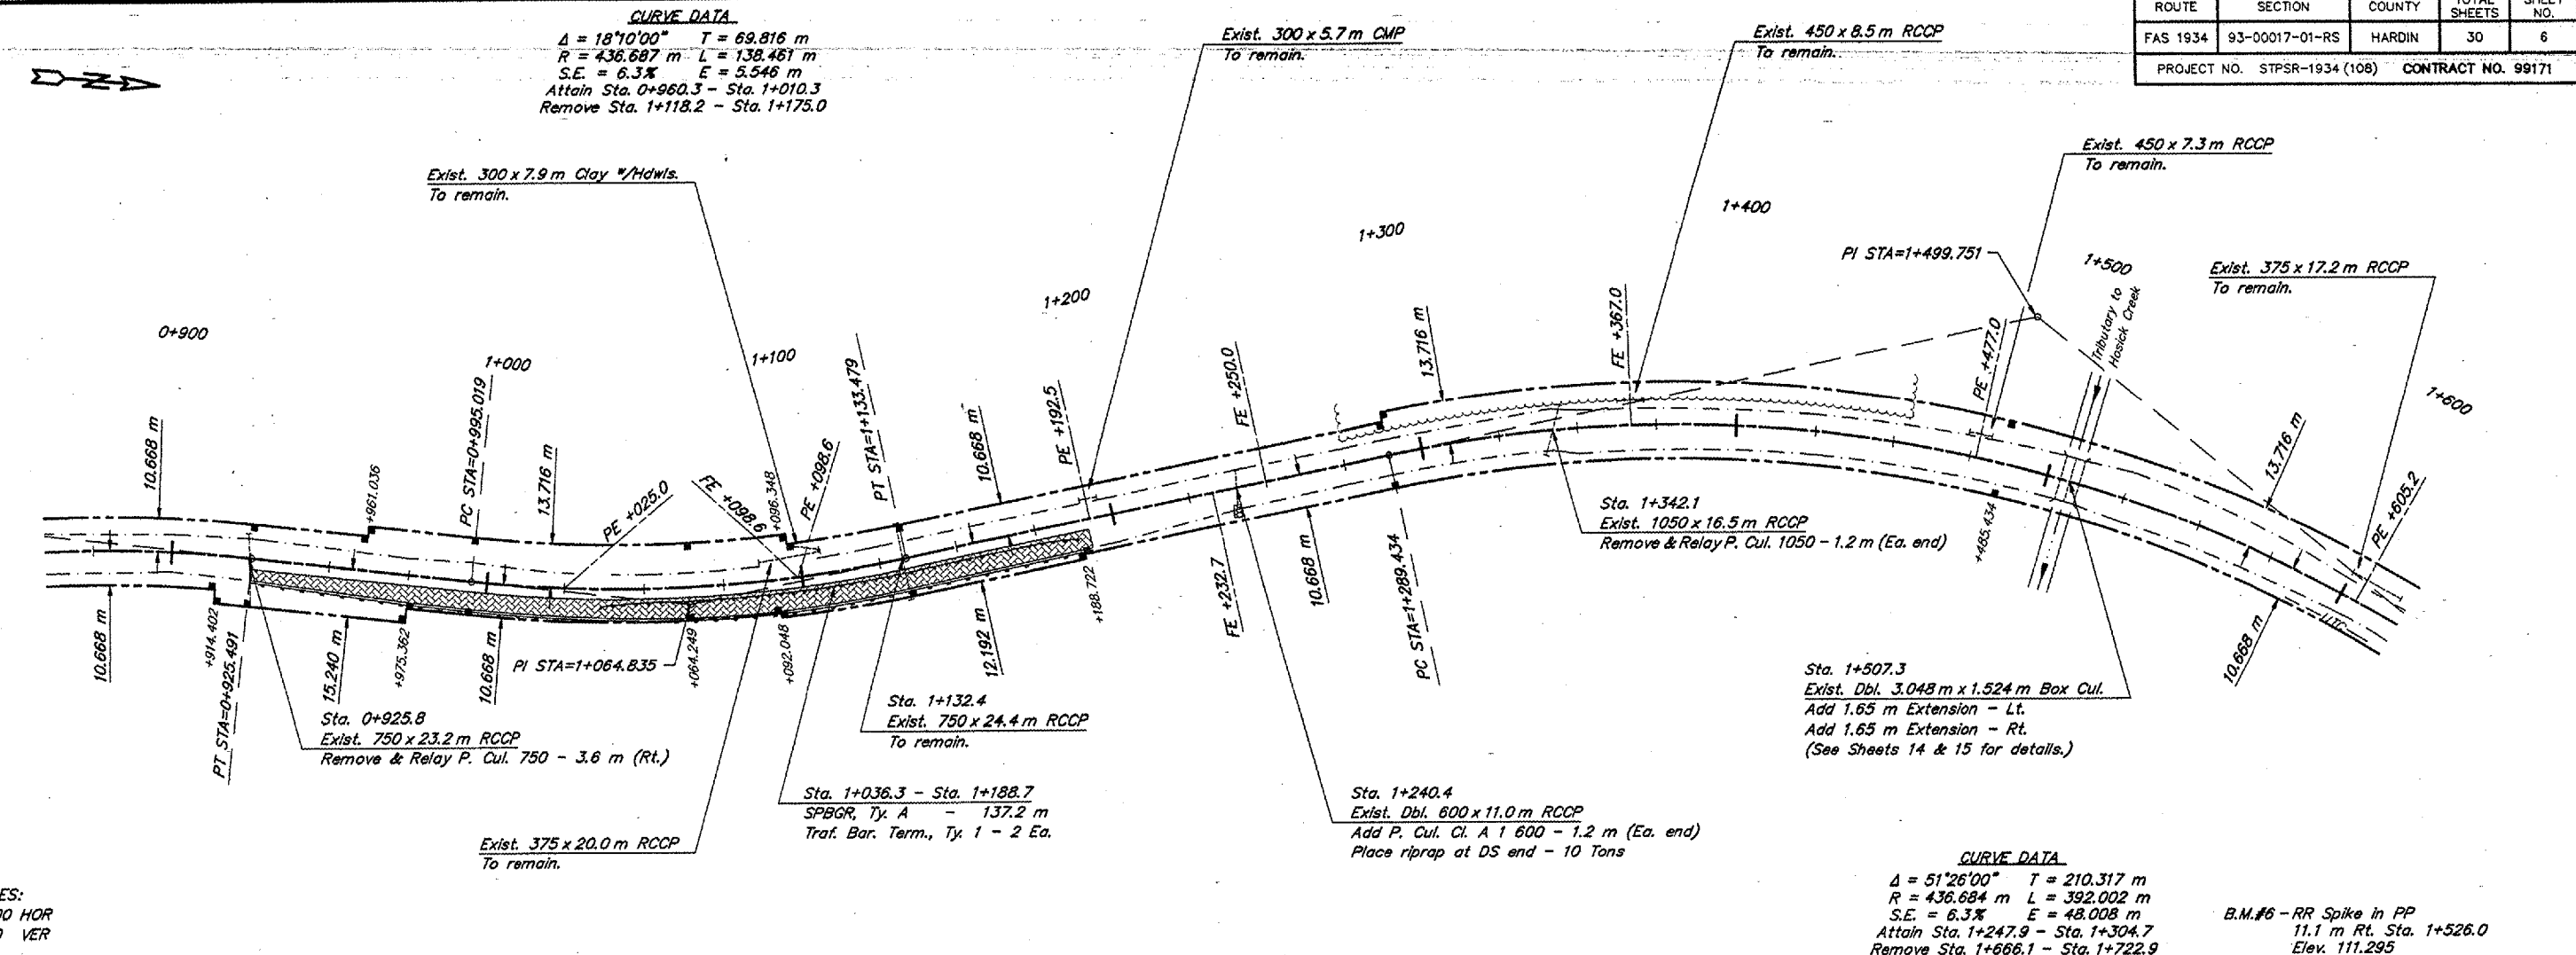 CURVE DATA
Δ = 18°10'00" T = 69.816 m
R = 436.687 m L = 138.461 m
S.E. = 6.3% E = 5.546 m
Attain Sta. 0+960.3 - Sta. 1+010.3
Remove Sta. 1+118.2 - Sta. 1+175.0
Exist. 300 x 5.7 m CMP
To remain.
Exist. 450 x 8.5 m RCCP
To remain.
ROUTE SECTION COUNTY TOTAL SHEETS SHEET NO.
FAS 1934 93-00017-01-RS HARDIN 30 6
PROJECT NO. STPSR-1934 (108) CONTRACT NO. 99171
Z
Exist. 300 x 7.9 m Clay w/Hdwls.
To remain.
Exist. 450 x 7.3 m RCCP
To remain.
PI STA=1+499.751
Exist. 375 x 17.2 m RCCP
To remain.
0+900
1+000
1+100
1+200
1+300
1+400
1+500
1+600
Tributary to
Hosick Creek
10.668 m
+961.036
PC STA=0+995.019
13.716 m
PE +025.0
FE +098.6
+096.348
PE +098.6
PT STA=1+133.479
10.668 m
PE +192.5
FE +250.0
13.716 m
FE +367.0
PE +477.0
13.716 m
PE +605.2
10.668 m
+914.402
PT STA=0+925.491
15.240 m
+975.362
10.668 m
PI STA=1+064.835
+064.249
+092.048
12.192 m
+188.722
FE +232.7
10.668 m
PC STA=1+289.434
+485.434
10.668 m
Sta. 0+925.8
Exist. 750 x 23.2 m RCCP
Remove & Relay P. Cul. 750 - 3.6 m (Rt.)
Exist. 375 x 20.0 m RCCP
To remain.
Sta. 1+132.4
Exist. 750 x 24.4 m RCCP
To remain.
Sta. 1+036.3 - Sta. 1+188.7
SPBGR, Ty. A - 137.2 m
Traf. Bar. Term., Ty. 1 - 2 Ea.
Sta. 1+240.4
Exist. Dbl. 600 x 11.0 m RCCP
Add P. Cul. Cl. A 1 600 - 1.2 m (Ea. end)
Place riprap at DS end - 10 Tons
Sta. 1+342.1
Exist. 1050 x 16.5 m RCCP
Remove & Relay P. Cul. 1050 - 1.2 m (Ea. end)
Sta. 1+507.3
Exist. Dbl. 3.048 m x 1.524 m Box Cul.
Add 1.65 m Extension - Lt.
Add 1.65 m Extension - Rt.
(See Sheets 14 & 15 for details.)
CURVE DATA
Δ = 51°26'00" T = 210.317 m
R = 436.684 m L = 392.002 m
S.E. = 6.3% E = 48.008 m
Attain Sta. 1+247.9 - Sta. 1+304.7
Remove Sta. 1+666.1 - Sta. 1+722.9
B.M.#6 - RR Spike in PP
11.1 m Rt. Sta. 1+526.0
Elev. 111.295
ES:
HOR
VER